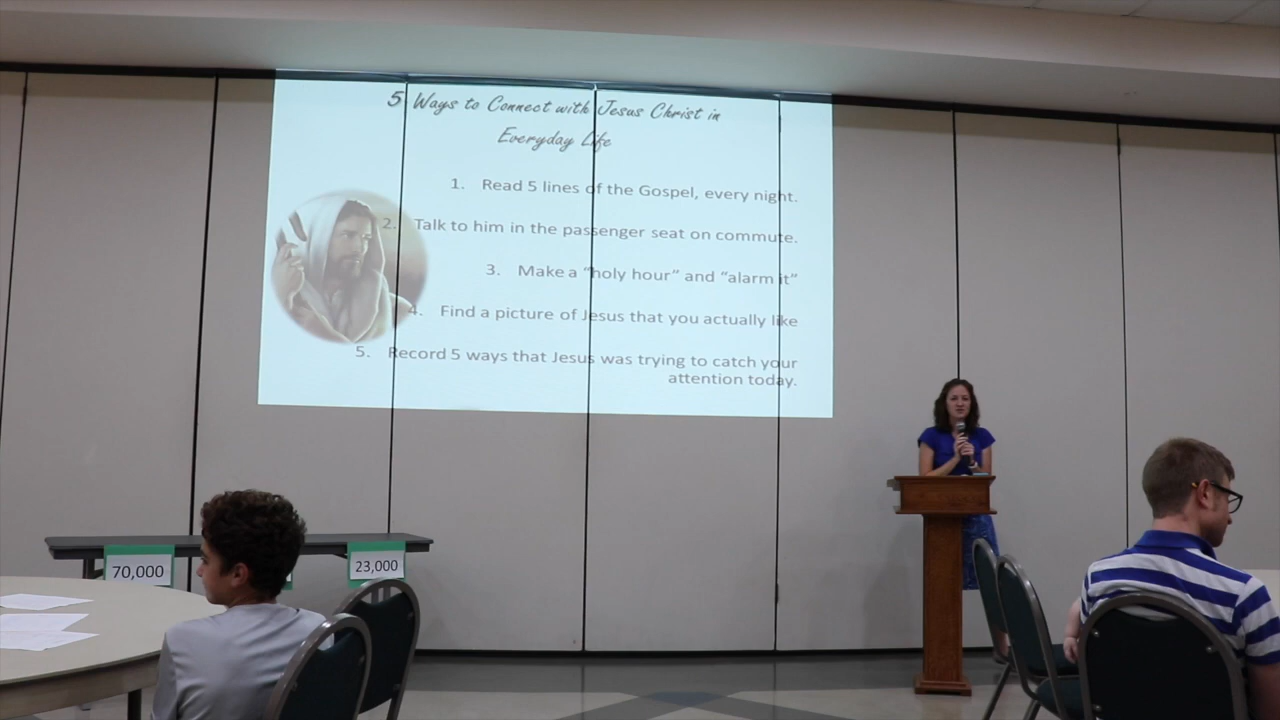 5 Ways to Connect with Jesus Christ in
Everyday Life
1. Read 5 lines of the Gospel, every night.
2. Talk to him in the passenger seat on commute.
3. Make a “holy hour” and “alarm it”
4. Find a picture of Jesus that you actually like
5. Record 5 ways that Jesus was trying to catch your
attention today.
70,000
23,000